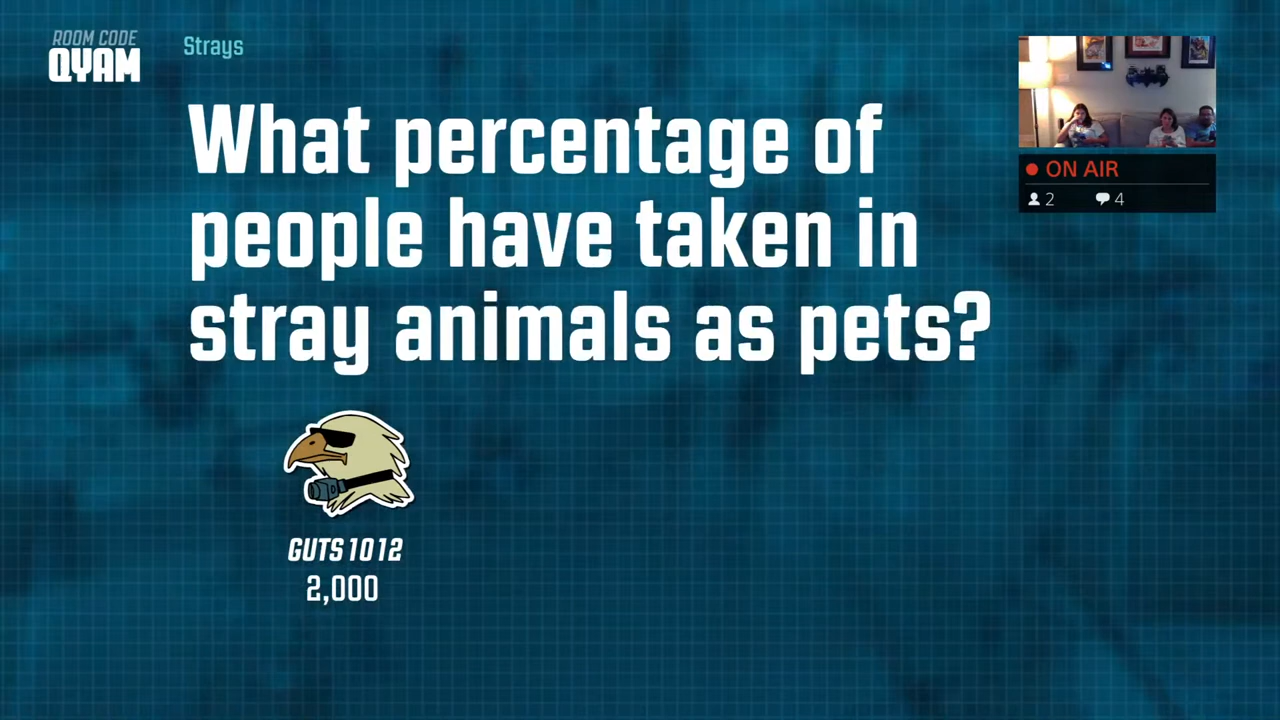 ROOM CODE
QYAM
Strays
What percentage of
people have taken in
stray animals as pets?
ON AIR
2 4
GUTS 1012
2,000